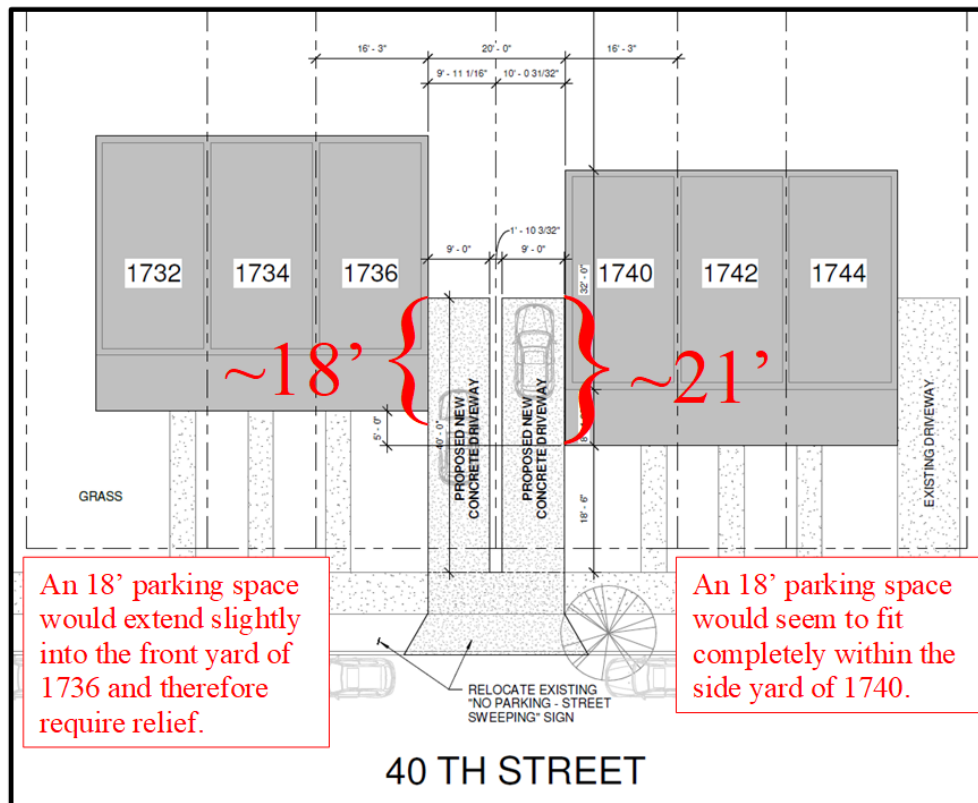 16' - 3"
20' - 0"
16' - 3"
9' - 11 1/16"
10' - 0 31/32"
1' - 10 3/32"
9' - 0"
9' - 0"
1732
1734
1736
1740
1742
1744
32' - 0"
~18’
~21’
5' - 0"
40' - 0"
PROPOSED NEW
CONCRETE DRIVEWAY
PROPOSED NEW
CONCRETE DRIVEWAY
18' - 6"
EXISTING DRIVEWAY
GRASS
An 18’ parking space
would extend slightly
into the front yard of
1736 and therefore
require relief.
An 18’ parking space
would seem to fit
completely within the
side yard of 1740.
RELOCATE EXISTING
"NO PARKING - STREET
SWEEPING" SIGN
40 TH STREET